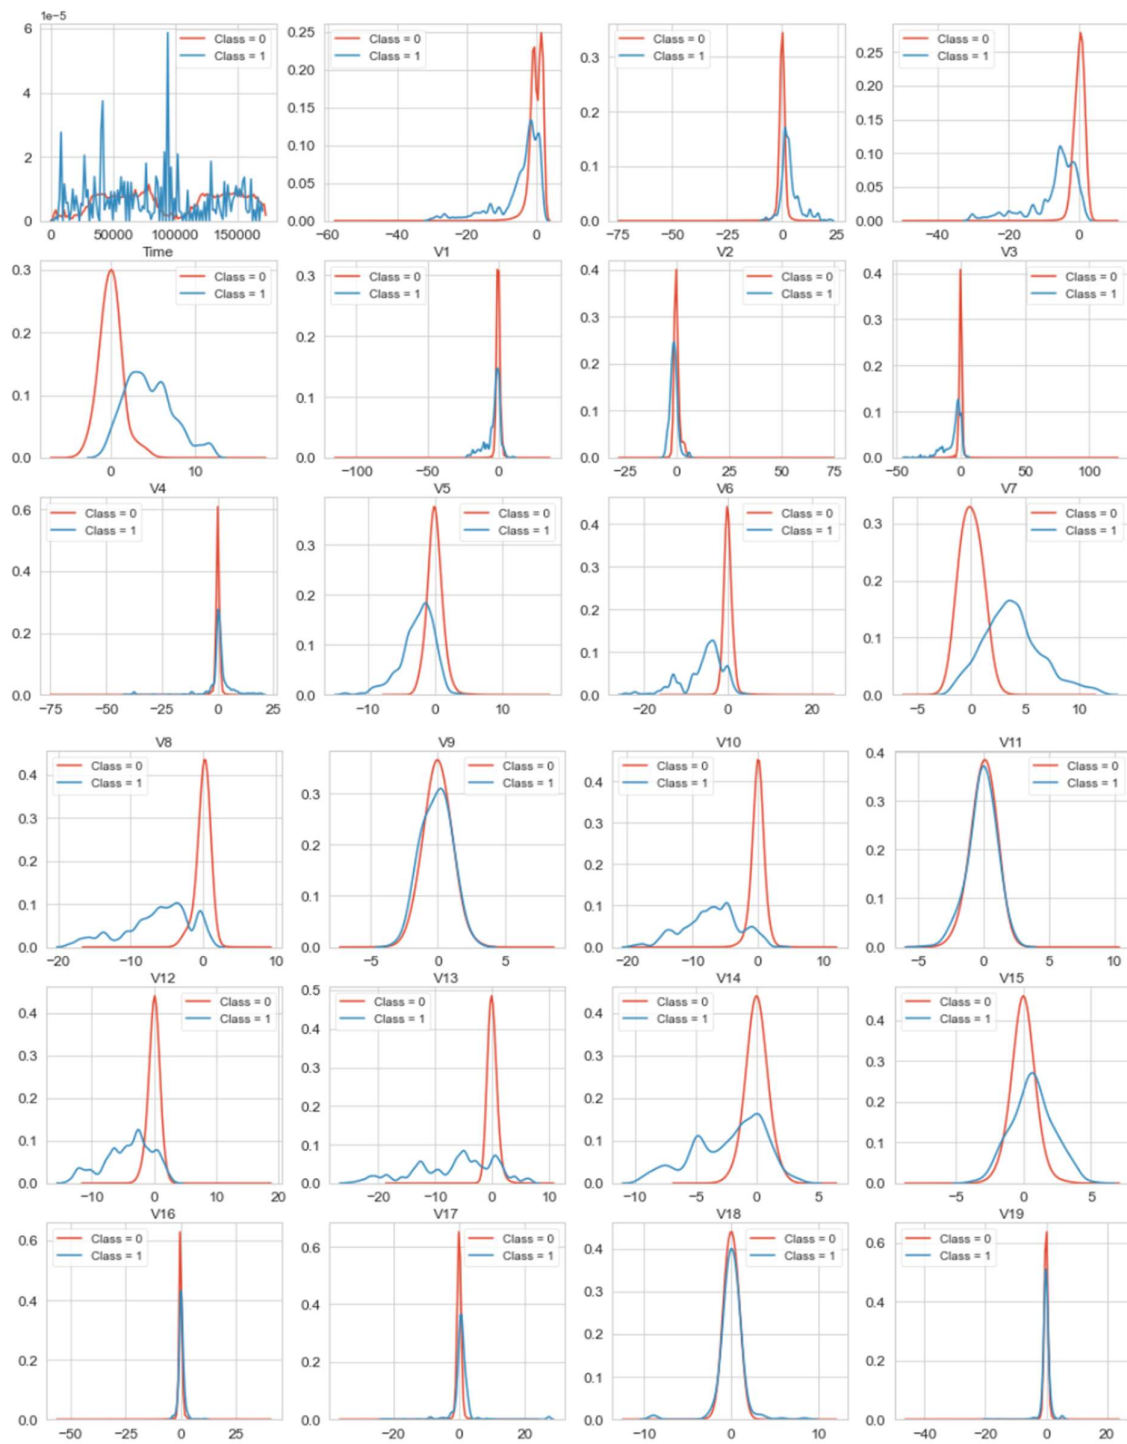 1e−5
6
4
2
0
Class = 0
Class = 1
0 50000 100000 150000
Time
0.25
0.20
0.15
0.10
0.05
0.00
Class = 0
Class = 1
−60 −40 −20 0
V1
0.3
0.2
0.1
0.0
Class = 0
Class = 1
−75 −50 −25 0 25
V2
0.25
0.20
0.15
0.10
0.05
0.00
Class = 0
Class = 1
−40 −20 0
V3
0.3
0.2
0.1
0.0
Class = 0
Class = 1
0 10
V4
0.3
0.2
0.1
0.0
Class = 0
Class = 1
−100 −50 0
V5
0.4
0.3
0.2
0.1
0.0
Class = 0
Class = 1
−25 0 25 50 75
V6
0.4
0.3
0.2
0.1
0.0
Class = 0
Class = 1
−50 0 50 100
V7
0.6
0.4
0.2
0.0
Class = 0
Class = 1
−75 −50 −25 0 25
V8
0.3
0.2
0.1
0.0
Class = 0
Class = 1
−10 0 10
V9
0.4
0.3
0.2
0.1
0.0
Class = 0
Class = 1
−20 0 20
V10
0.3
0.2
0.1
0.0
Class = 0
Class = 1
−5 0 5 10
V11
0.4
0.3
0.2
0.1
0.0
Class = 0
Class = 1
−20 −10 0 10
V12
0.3
0.2
0.1
0.0
Class = 0
Class = 1
−5 0 5
V13
0.4
0.3
0.2
0.1
0.0
Class = 0
Class = 1
−20 −10 0 10
V14
0.4
0.3
0.2
0.1
0.0
Class = 0
Class = 1
−5 0 5 10
V15
0.4
0.3
0.2
0.1
0.0
Class = 0
Class = 1
−10 0 10 20
V16
0.5
0.4
0.3
0.2
0.1
0.0
Class = 0
Class = 1
−20 −10 0 10
V17
0.4
0.3
0.2
0.1
0.0
Class = 0
Class = 1
−10 −5 0 5
V18
0.4
0.3
0.2
0.1
0.0
Class = 0
Class = 1
−5 0 5
V19
0.6
0.4
0.2
0.0
Class = 0
Class = 1
−50 −25 0 25
0.6
0.4
0.2
0.0
Class = 0
Class = 1
−20 0 20
0.4
0.3
0.2
0.1
0.0
Class = 0
Class = 1
−10 0 10
0.6
0.4
0.2
0.0
Class = 0
Class = 1
−40 −20 0 20